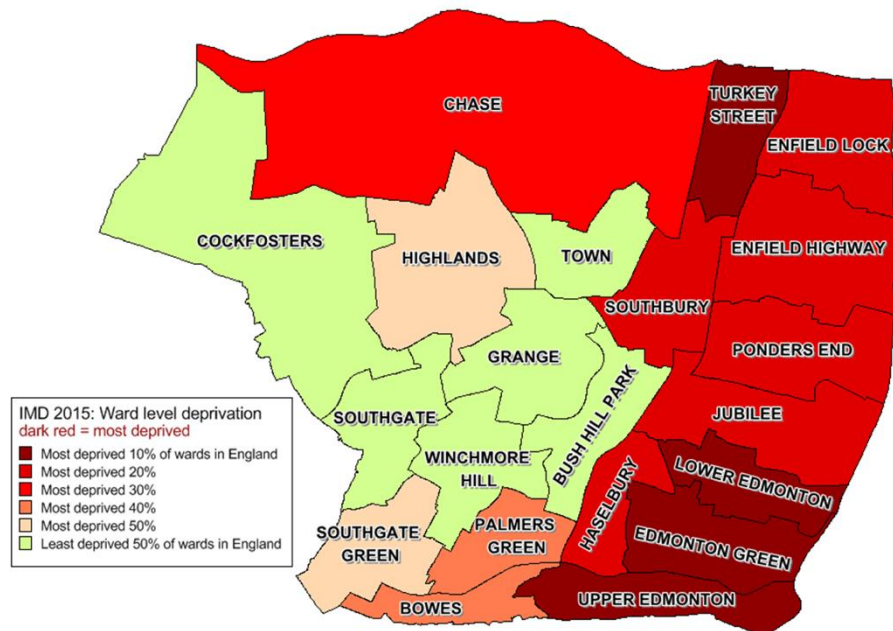 CHASE
TURKEY
STREET
ENFIELD LOCK
COCKFOSTERS
HIGHLANDS
TOWN
ENFIELD HIGHWAY
SOUTHBURY
GRANGE
PONDERS END
SOUTHGATE
BUSH HILL PARK
JUBILEE
WINCHMORE
HILL
LOWER EDMONTON
HASELBURY
SOUTHGATE
GREEN
PALMERS
GREEN
EDMONTON GREEN
BOWES
UPPER EDMONTON
IMD 2015: Ward level deprivation
dark red = most deprived
Most deprived 10% of wards in England
Most deprived 20%
Most deprived 30%
Most deprived 40%
Most deprived 50%
Least deprived 50% of wards in England